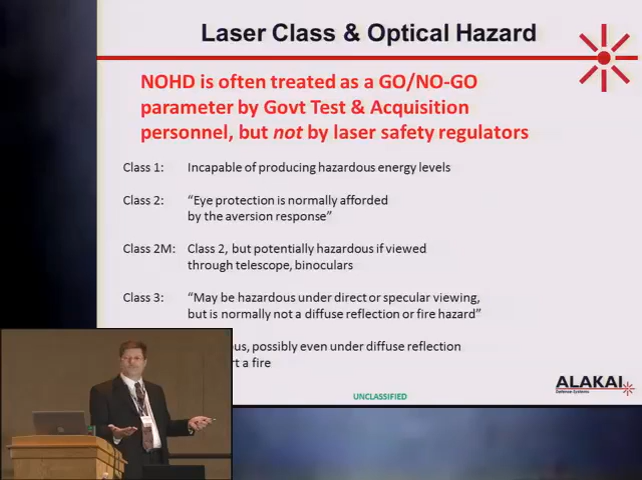 Laser Class & Optical Hazard
NOHD is often treated as a GO/NO-GO
parameter by Govt Test & Acquisition
personnel, but not by laser safety regulators
Class 1: Incapable of producing hazardous energy levels
Class 2: “Eye protection is normally afforded
by the aversion response”
Class 2M: Class 2, but potentially hazardous if viewed
through telescope, binoculars
Class 3: “May be hazardous under direct or specular viewing,
but is normally not a diffuse reflection or fire hazard”
possibly even under diffuse reflection
a fire
ALAKAI
Defense Systems
UNCLASSIFIED